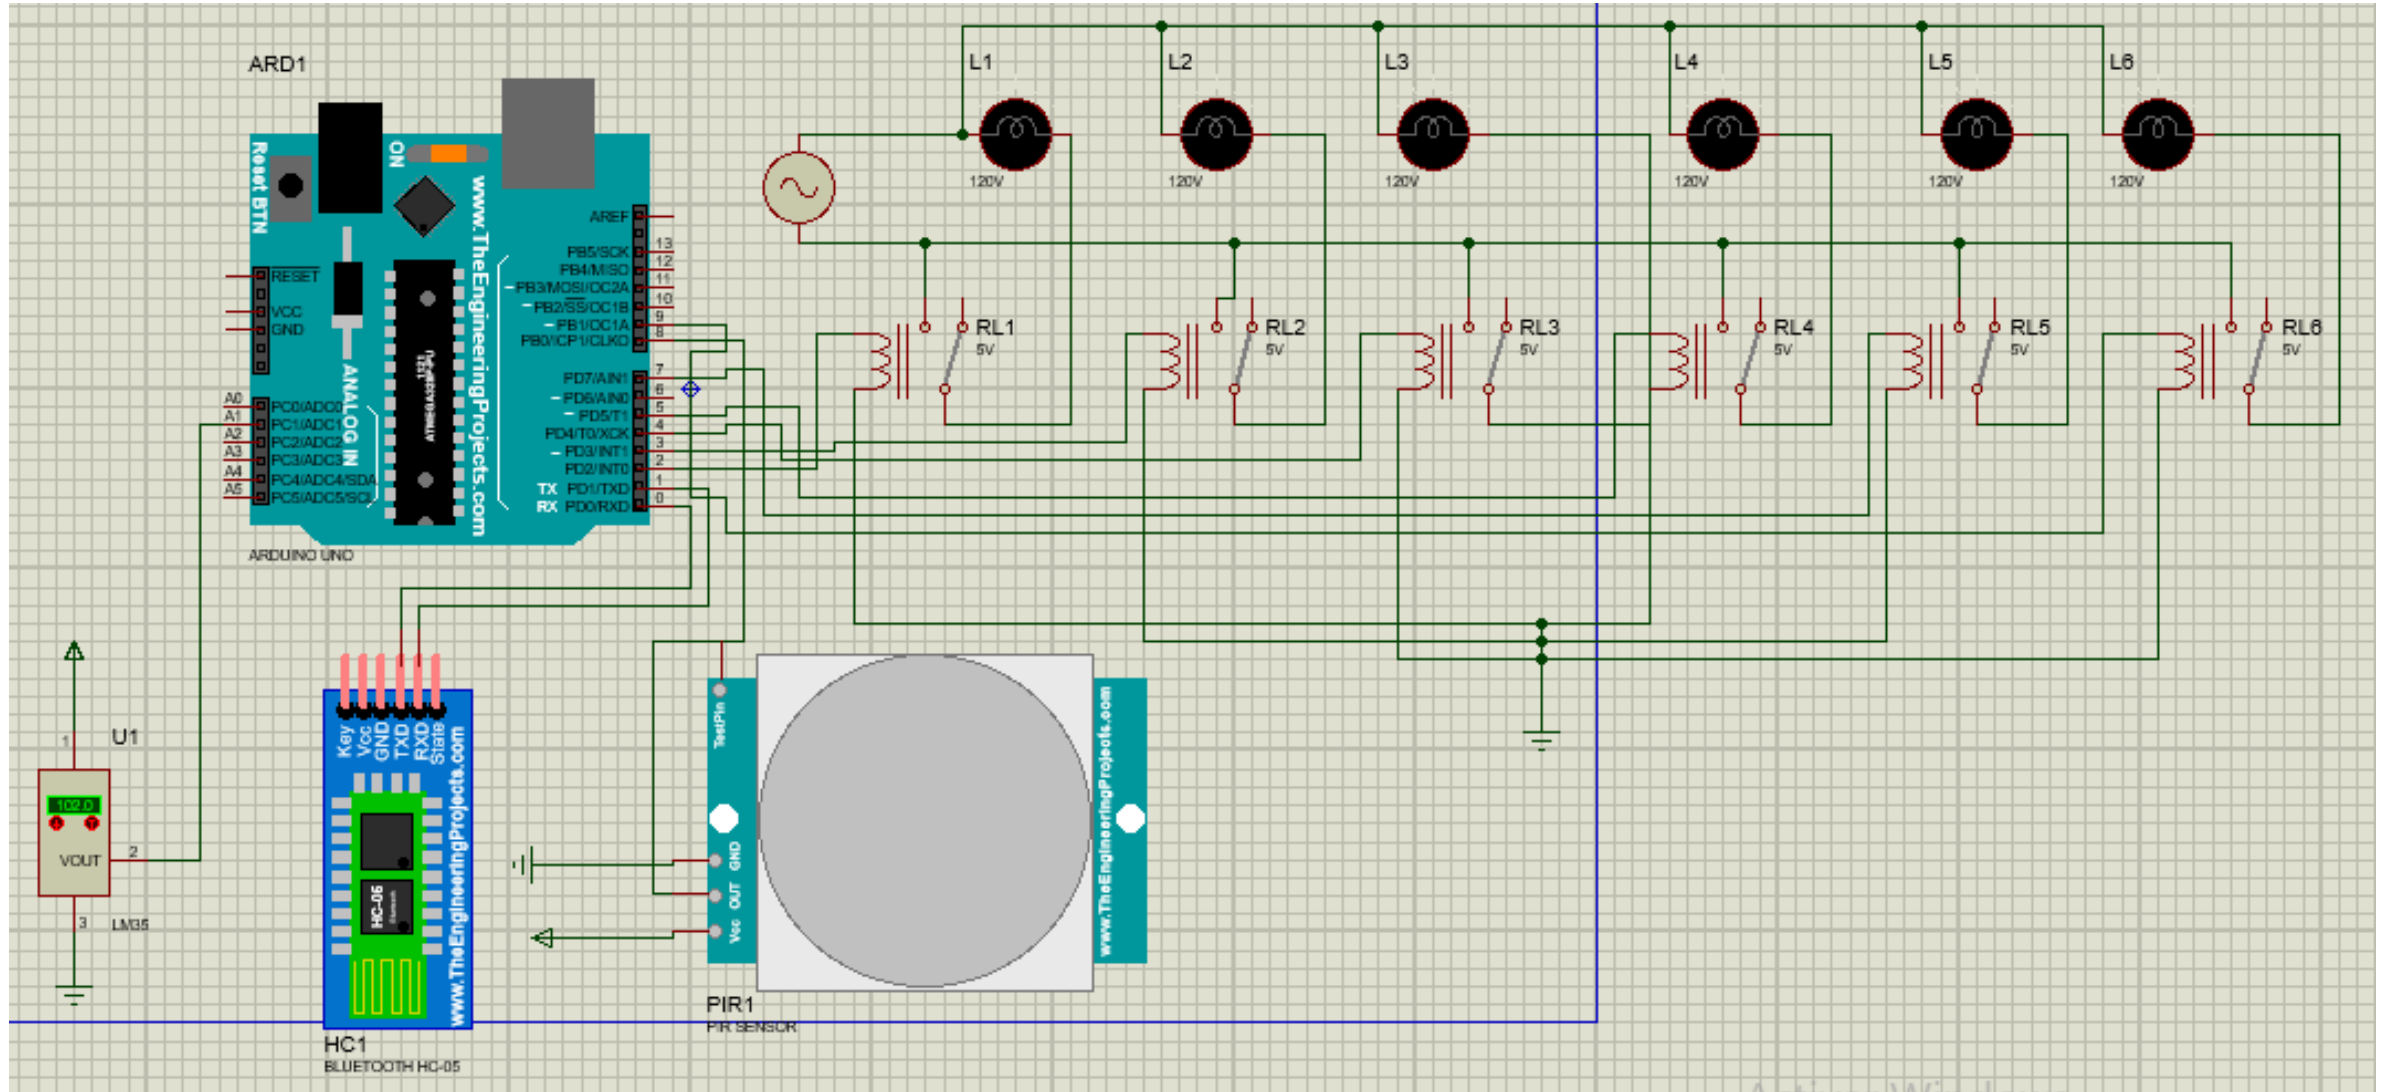 ARD1
Reset BTN
ON
www.TheEngineeringProjects.com
RESET
VCC
GND
ANALOG IN
A0
A1
A2
A3
A4
A5
PC0/ADC0
PC1/ADC1
PC2/ADC2
PC3/ADC3
PC4/ADC4/SDA
PC5/ADC5/SCL
AREF
PB5/SCK
PB4/MISO
PB3/MOSI/OC2A
PB2/SS/OC1B
PB1/OC1A
PB0/ICP1/CLKO
PD7/AIN1
PD6/AIN0
PD5/T1
PD4/T0/XCK
PD3/INT1
PD2/INT0
TX PD1/TXD
RX PD0/RXD
13
12
11
10
9
8
7
6
5
4
3
2
1
0
ARDUINO UNO
L1
120V
L2
120V
L3
120V
L4
120V
L5
120V
L6
120V
RL1
5V
RL2
5V
RL3
5V
RL4
5V
RL5
5V
RL6
5V
1
U1
102.0
VOUT
2
3
LM35
Key
Vcc
GND
TXD
RXD
State
www.TheEngineeringProjects.com
HC-06
HC1
BLUETOOTH HC-05
TestPin
GND
OUT
Vcc
www.TheEngineeringProjects.com
PIR1
PIR SENSOR